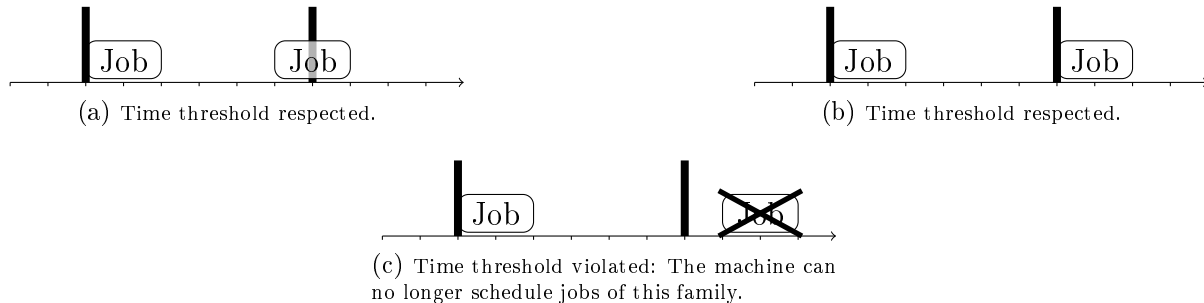 Job Job Job Job
(a) Time threshold respected. (b) Time threshold respected.
Job Job
(c) Time threshold violated: The machine can
no longer schedule jobs of this family.